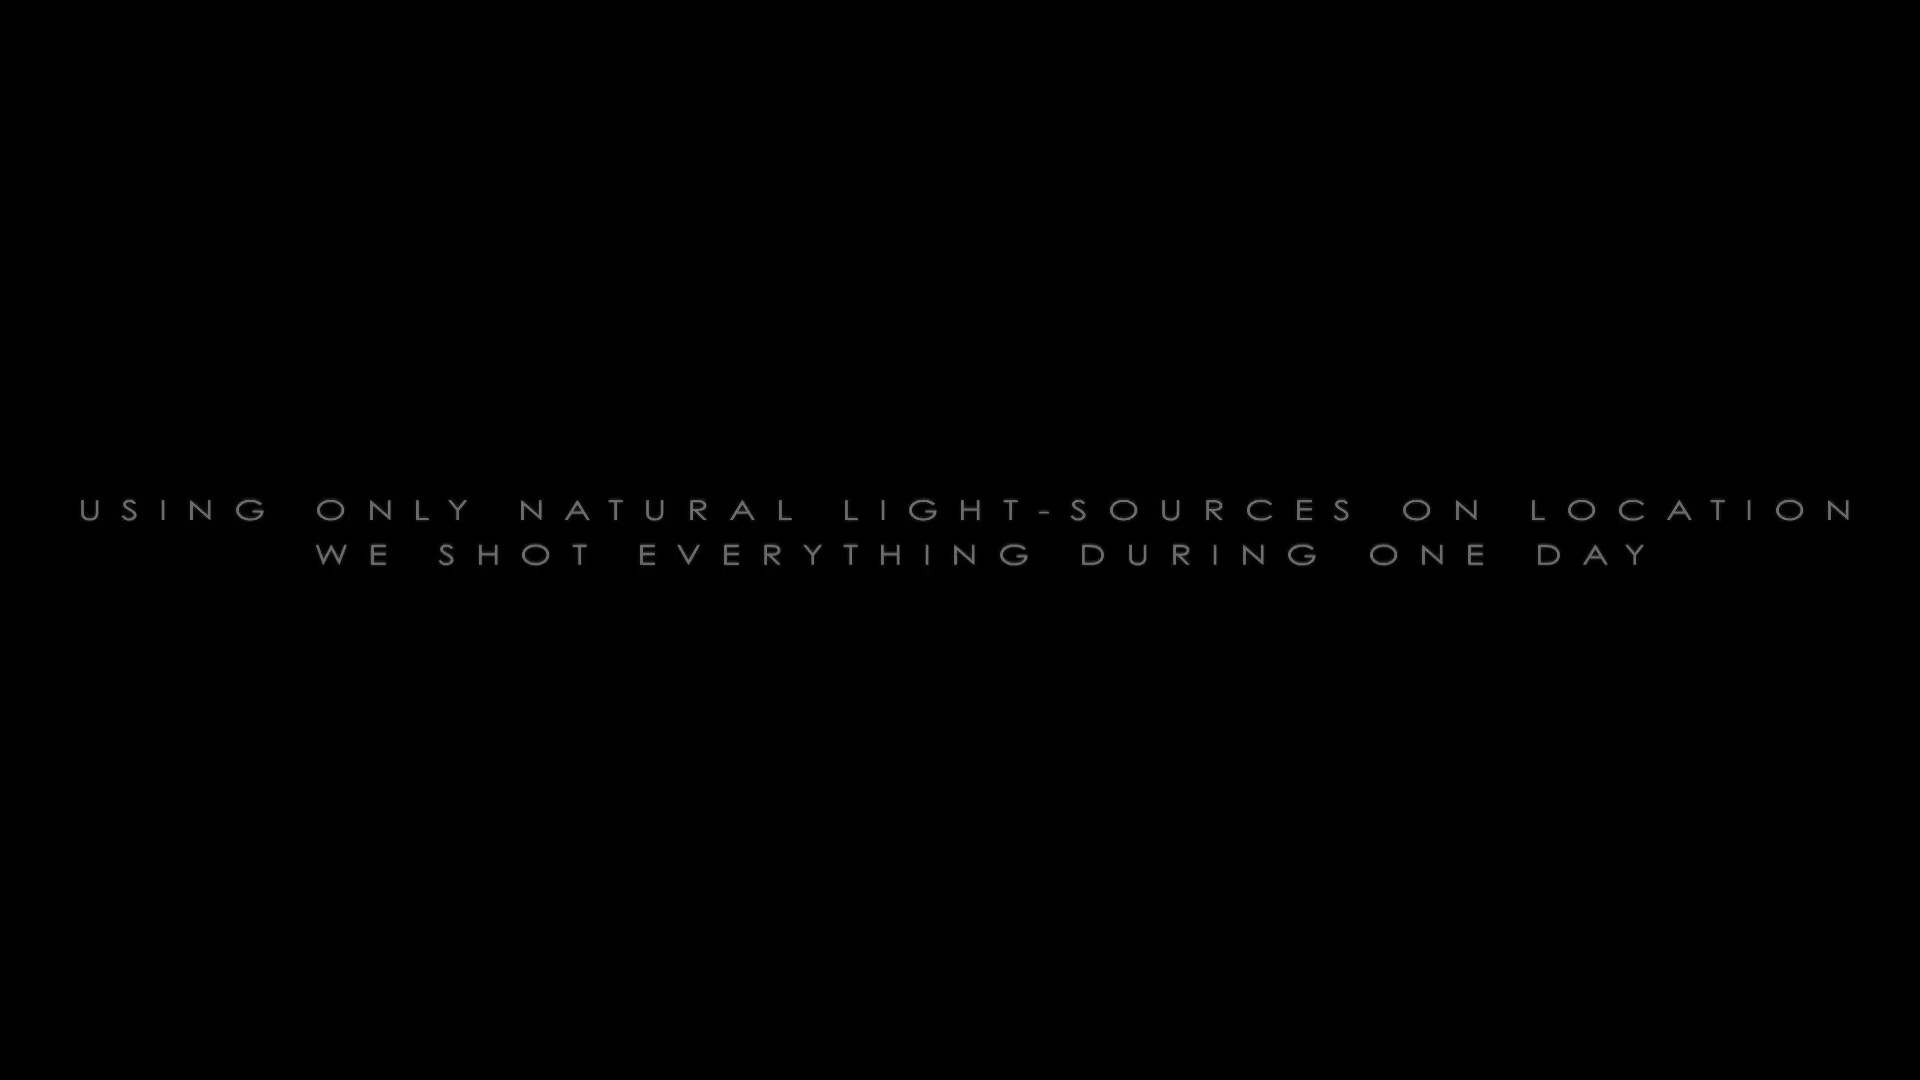 USING ONLY NATURAL LIGHT-SOURCES ON LOCATION
WE SHOT EVERYTHING DURING ONE DAY